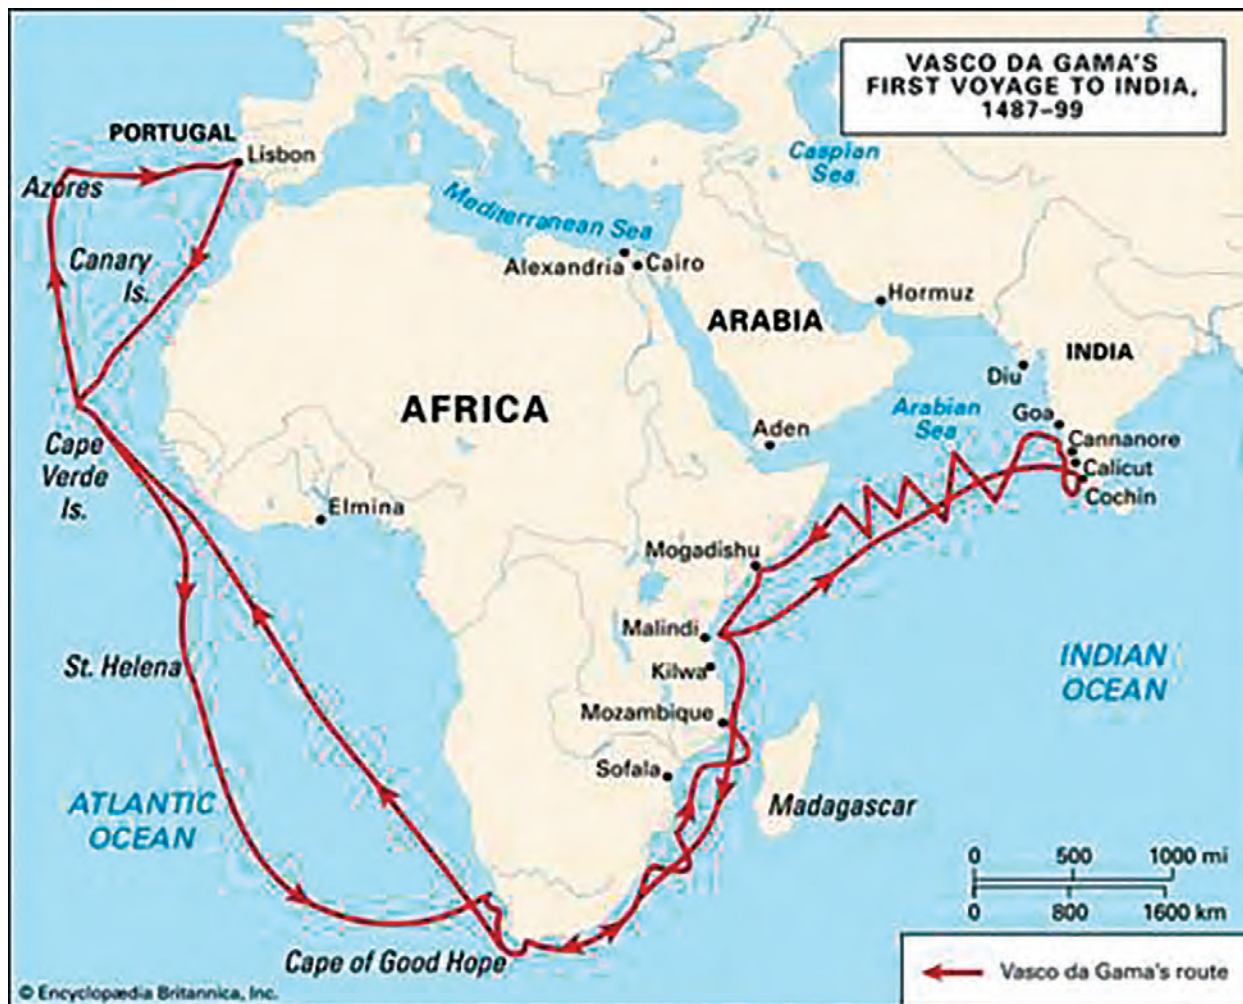 VASCO DA GAMA'S
FIRST VOYAGE TO INDIA,
1487–99
PORTUGAL
Lisbon
Azores
Caspian
Sea
Mediterranean Sea
Canary
Is.
Alexandria
Cairo
Hormuz
ARABIA
INDIA
Diu
AFRICA
Arabian
Sea
Goa
Aden
Cannanore
Calicut
Cochin
Cape
Verde
Is.
Elmina
Mogadishu
Malindi
St. Helena
Kilwa
INDIAN
OCEAN
Mozambique
Sofala
ATLANTIC
OCEAN
Madagascar
0 500 1000 mi
0 800 1600 km
Cape of Good Hope
Vasco da Gama's route
© Encyclopædia Britannica, Inc.